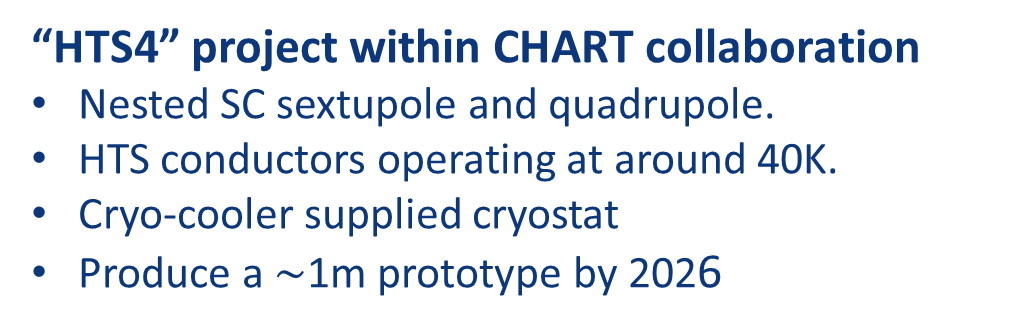 “HTS4” project within CHART collaboration
• Nested SC sextupole and quadrupole.
• HTS conductors operating at around 40K.
• Cryo-cooler supplied cryostat
• Produce a ∼1m prototype by 2026